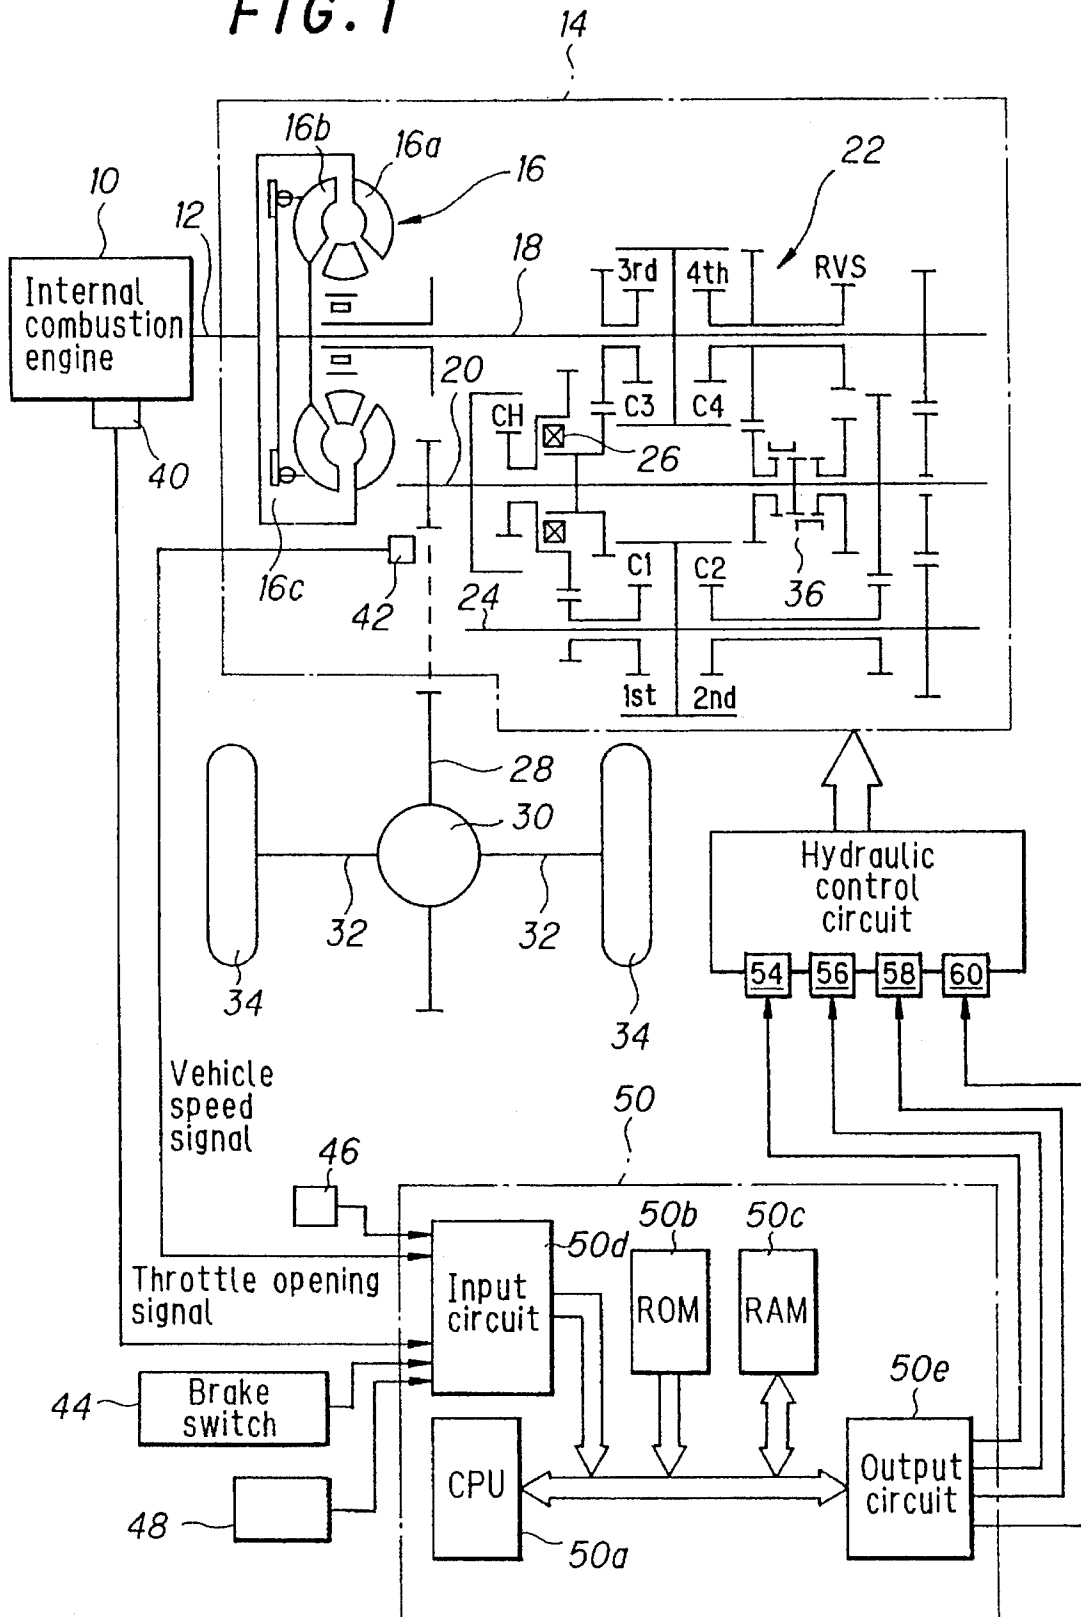 FIG. 1
14
16b
16a
16
22
10
12
18
3rd
4th
RVS
Internal
combustion
engine
20
CH
C3
C4
26
40
16c
42
24
C1
C2
36
1st
2nd
28
30
32
32
34
34
Hydraulic
control
circuit
54
56
58
60
Vehicle
speed
signal
50
46
50d
50b
50c
Throttle opening
signal
Input
circuit
ROM
RAM
44
Brake
switch
50e
CPU
Output
circuit
48
50a